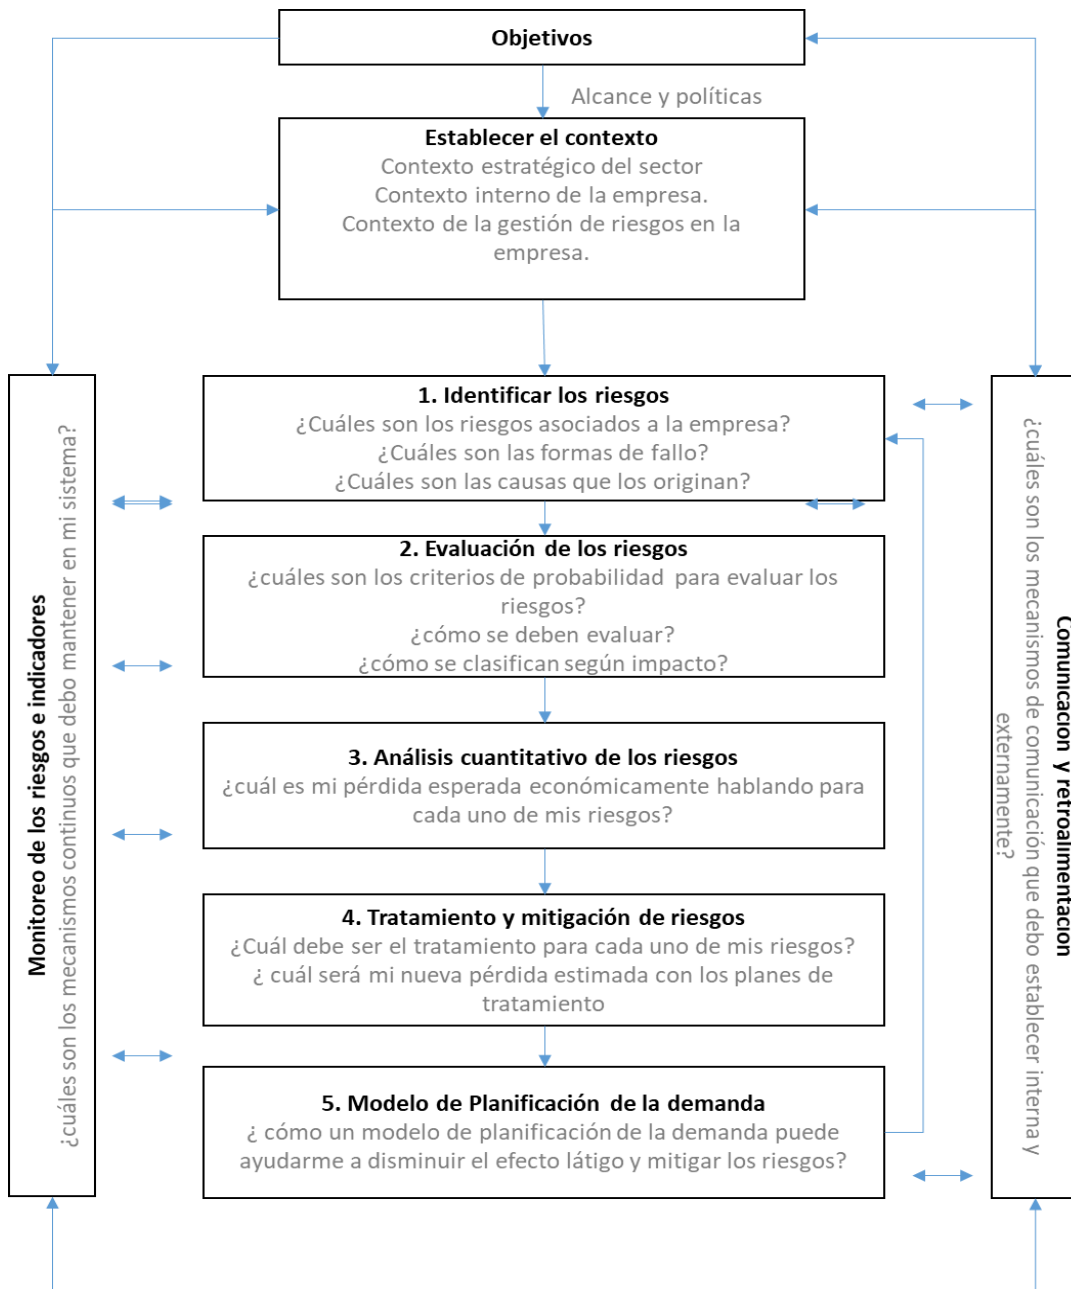 Objetivos
Alcance y políticas
Establecer el contexto
Contexto estratégico del sector
Contexto interno de la empresa.
Contexto de la gestión de riesgos en la
empresa.
Monitoreo de los riesgos e indicadores
¿cuáles son los mecanismos continuos que debo mantener en mi sistema?
1. Identificar los riesgos
¿Cuáles son los riesgos asociados a la empresa?
¿Cuáles son las formas de fallo?
¿Cuáles son las causas que los originan?
2. Evaluación de los riesgos
¿cuáles son los criterios de probabilidad para evaluar los
riesgos?
¿cómo se deben evaluar?
¿cómo se clasifican según impacto?
3. Análisis cuantitativo de los riesgos
¿cuál es mi pérdida esperada económicamente hablando para
cada uno de mis riesgos?
4. Tratamiento y mitigación de riesgos
¿Cuál debe ser el tratamiento para cada uno de mis riesgos?
¿ cuál será mi nueva pérdida estimada con los planes de
tratamiento
5. Modelo de Planificación de la demanda
¿ cómo un modelo de planificación de la demanda puede
ayudarme a disminuir el efecto látigo y mitigar los riesgos?
Comunicacion y retroalimentacion
¿cuáles son los mecanismos de comunicación que debo establecer interna y
externamente?